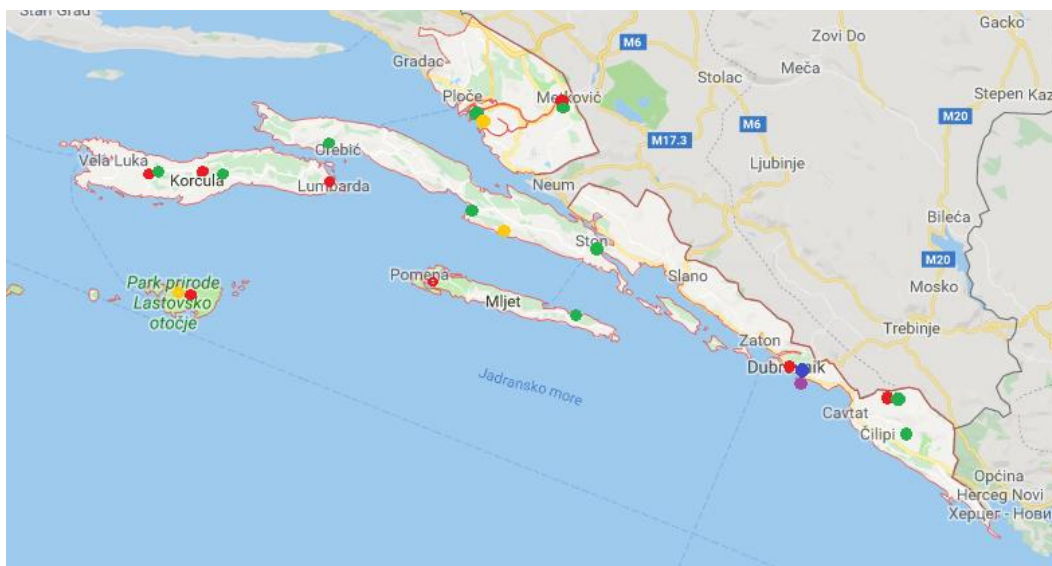 Stari Grad
Gacko
M6
Zovi Do
Gradac
Meča
Stolac
Stepen Kaz
Ploče
Metković
M6
M20
M17.3
Orebić
Ljubinje
Vela Luka
Korcula
Lumbarda
Neum
Bileća
Ston
M20
Pomena
Slano
Park-prirode
Lastovsko
otočje
Mljet
Mosko
Trebinje
Zaton
Dubrovnik
Jadransko more
Cavtat
Čilipi
Općina
Herceg Novi
Херцег - Нови